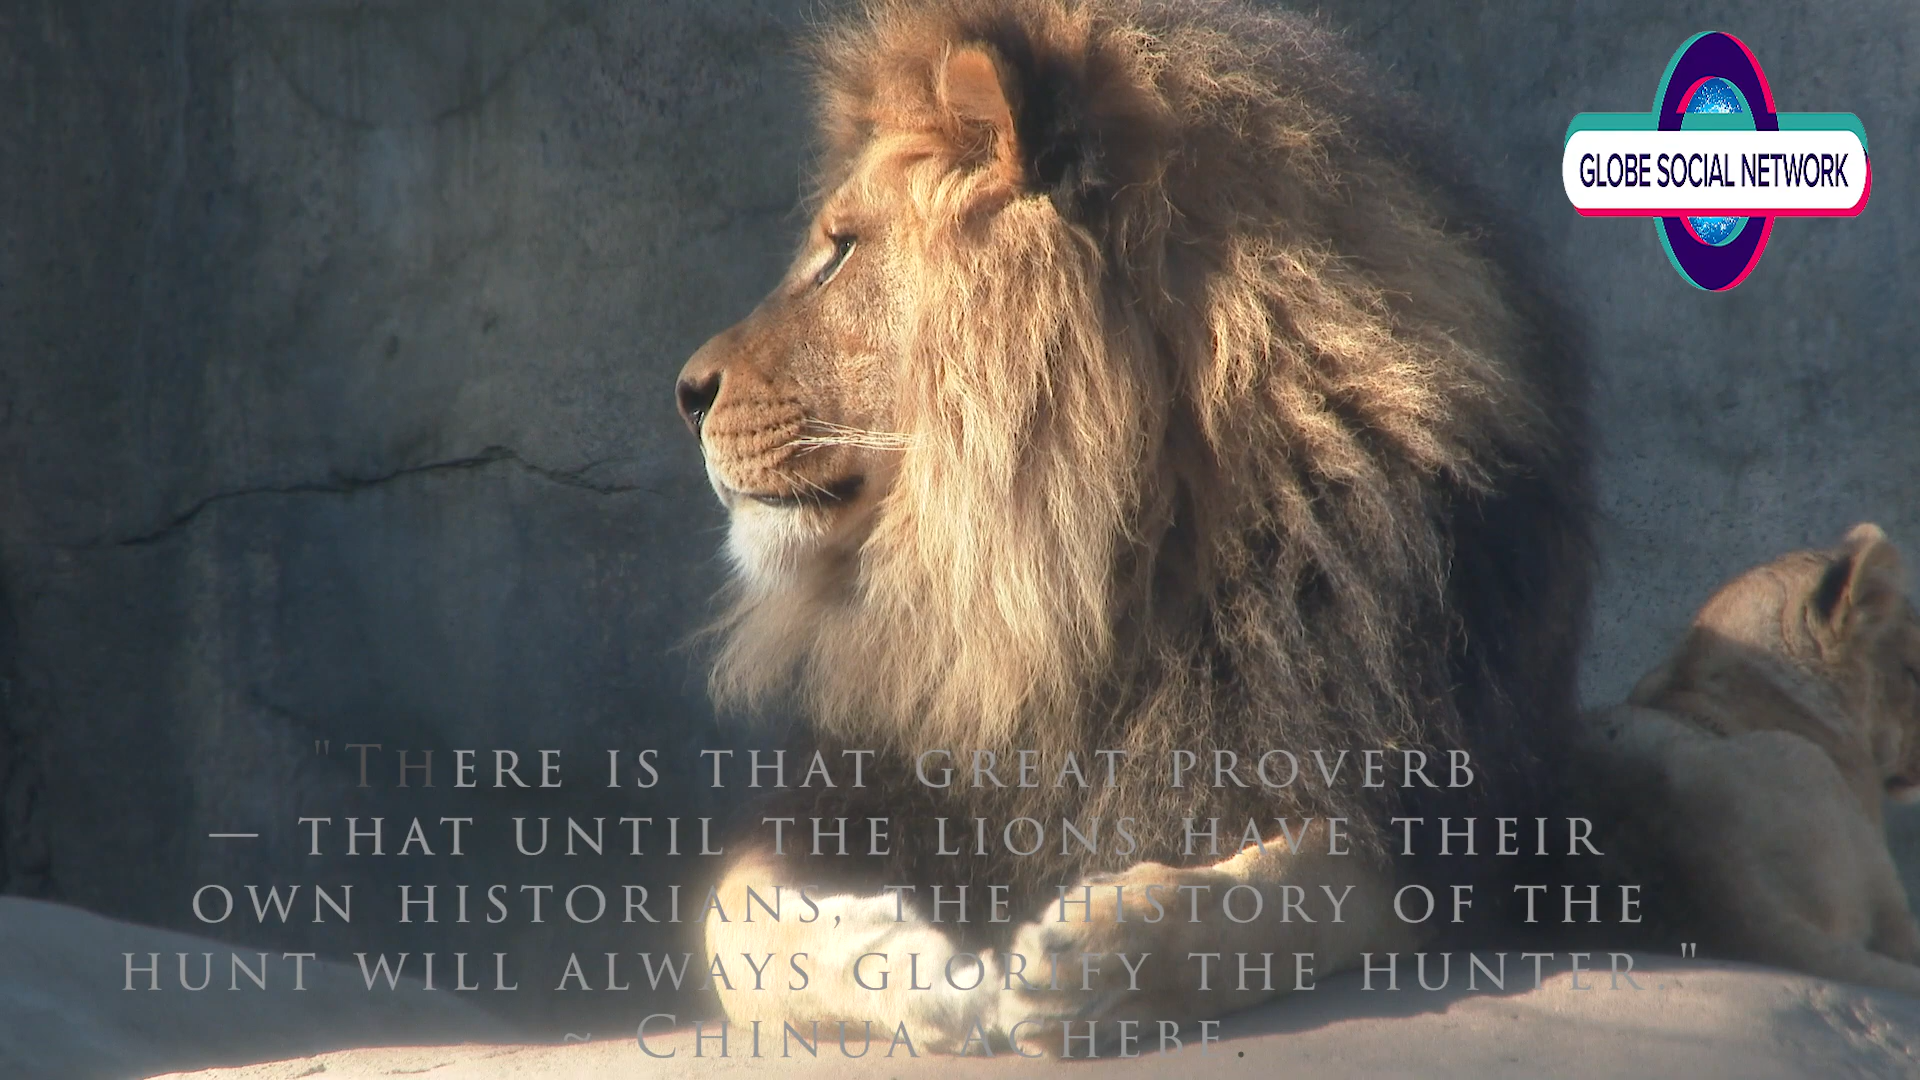 GLOBE SOCIAL NETWORK
"There is that great proverb
— that until the lions have their
own historians, the history of the
hunt will always glorify the hunter."
~ Chinua Achebe.